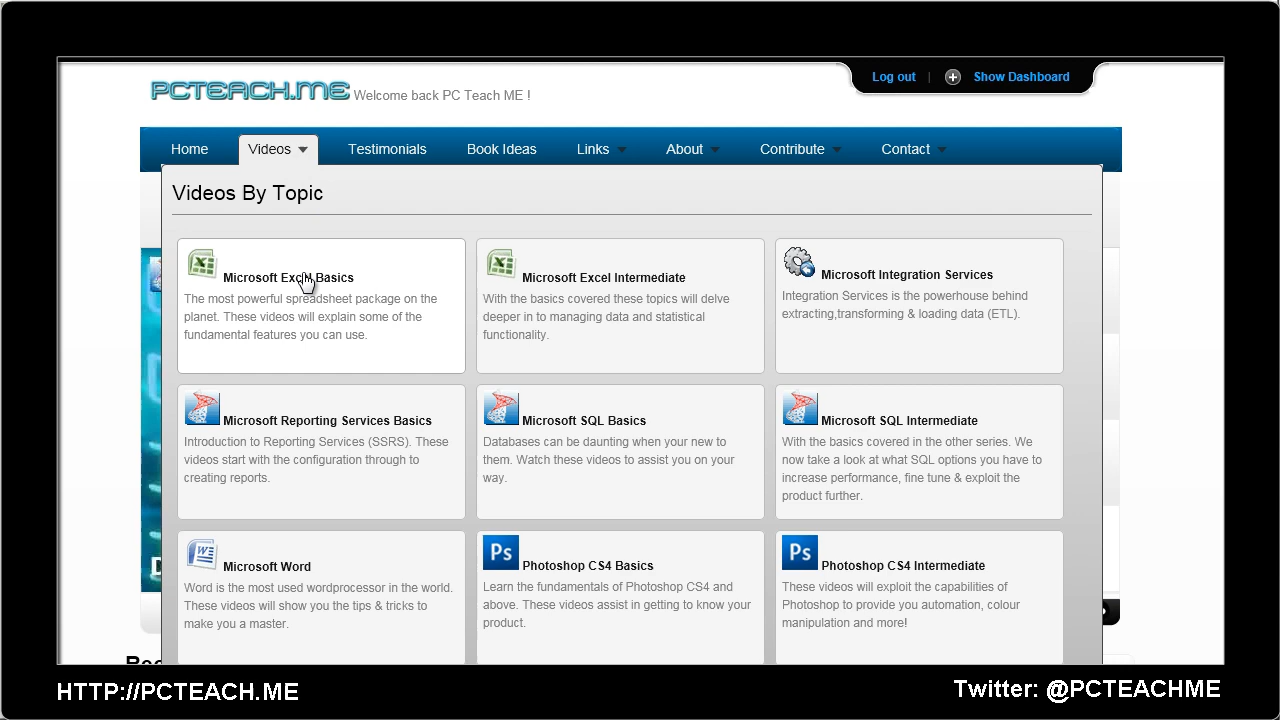 Log out | Show Dashboard
PCTEACH.ME Welcome back PC Teach ME !
Home Videos Testimonials Book Ideas Links About Contribute Contact
Videos By Topic
Microsoft Excel Basics
The most powerful spreadsheet package on the
planet. These videos will explain some of the
fundamental features you can use.
Microsoft Excel Intermediate
With the basics covered these topics will delve
deeper in to managing data and statistical
functionality.
Microsoft Integration Services
Integration Services is the powerhouse behind
extracting,transforming & loading data (ETL).
Microsoft Reporting Services Basics
Introduction to Reporting Services (SSRS). These
videos start with the configuration through to
creating reports.
Microsoft SQL Basics
Databases can be daunting when your new to
them. Watch these videos to assist you on your
way.
Microsoft SQL Intermediate
With the basics covered in the other series. We
now take a look at what SQL options you have to
increase performance, fine tune & exploit the
product further.
Microsoft Word
Word is the most used wordprocessor in the world.
These videos will show you the tips & tricks to
make you a master.
Ps
Photoshop CS4 Basics
Learn the fundamentals of Photoshop CS4 and
above. These videos assist in getting to know your
product.
Ps
Photoshop CS4 Intermediate
These videos will exploit the capabilities of
Photoshop to provide you automation, colour
manipulation and more!
HTTP://PCTEACH.ME
Twitter: @PCTEACHME